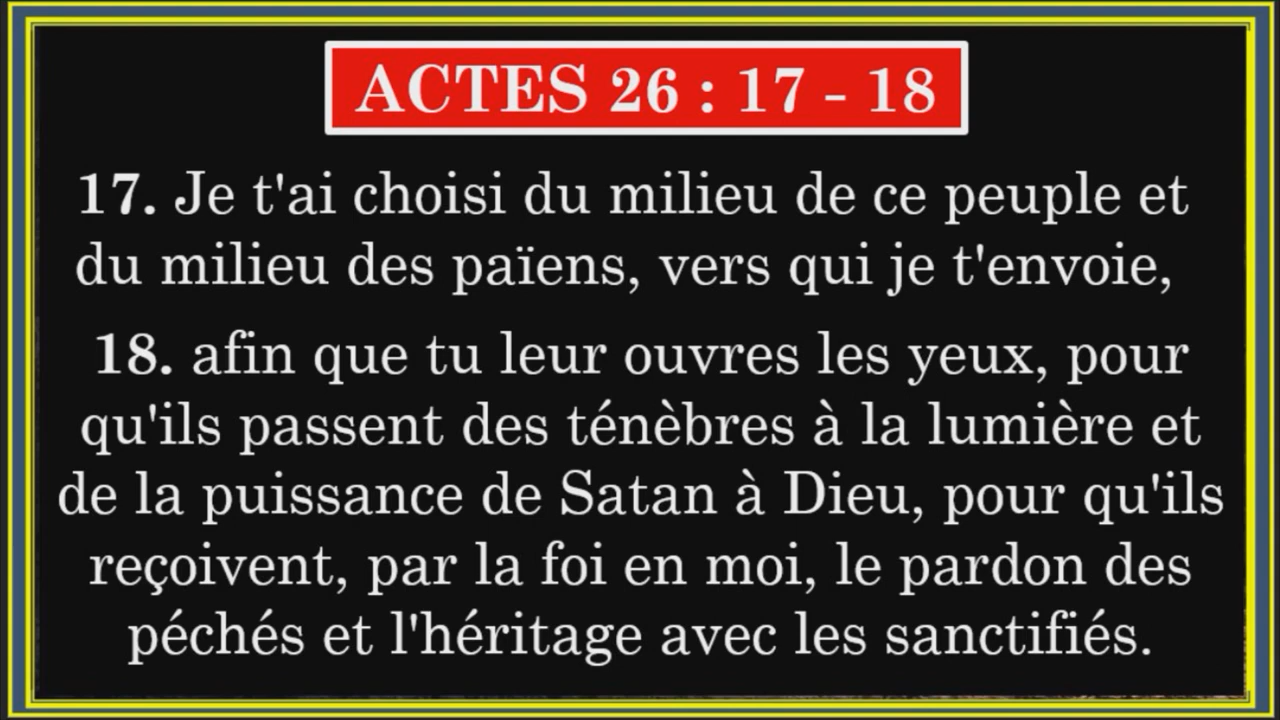 ACTES 26 : 17 - 18
17. Je t'ai choisi du milieu de ce peuple et
du milieu des païens, vers qui je t'envoie,
18. afin que tu leur ouvres les yeux, pour
qu'ils passent des ténèbres à la lumière et
de la puissance de Satan à Dieu, pour qu'ils
reçoivent, par la foi en moi, le pardon des
péchés et l'héritage avec les sanctifiés.